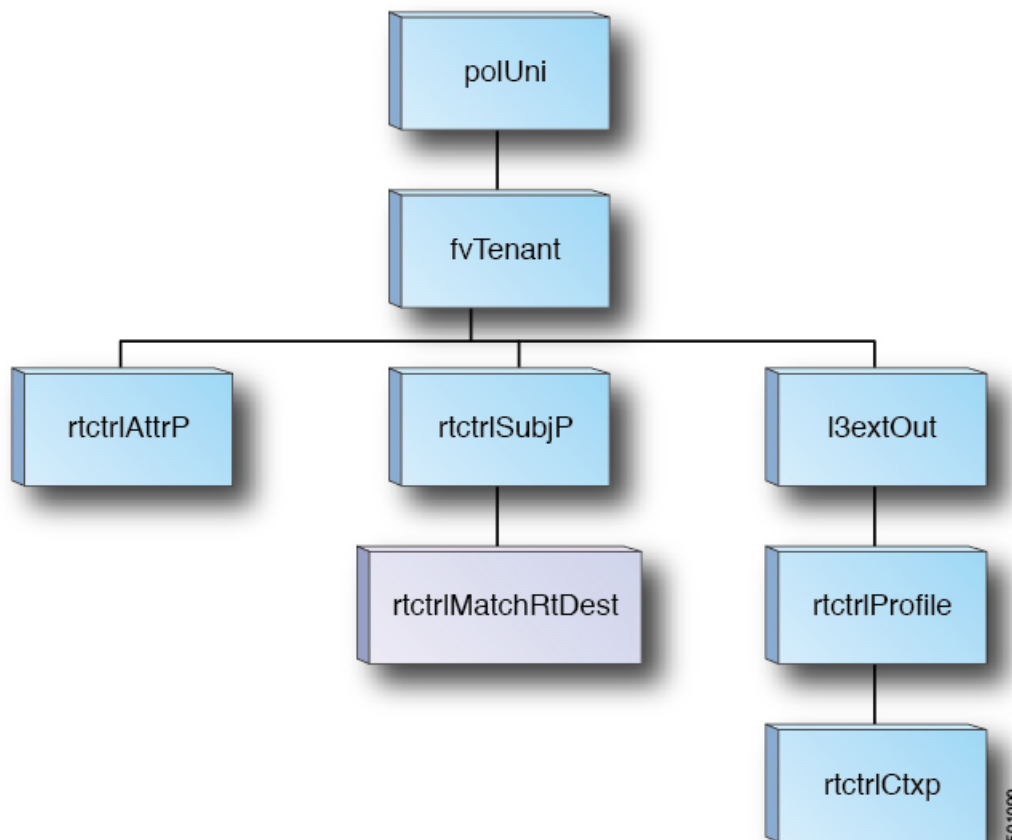 polUni
fvTenant
rtctrlAttrP
rtctrlSubjP
l3extOut
rtctrlMatchRtDest
rtctrlProfile
rtctrlCtxp